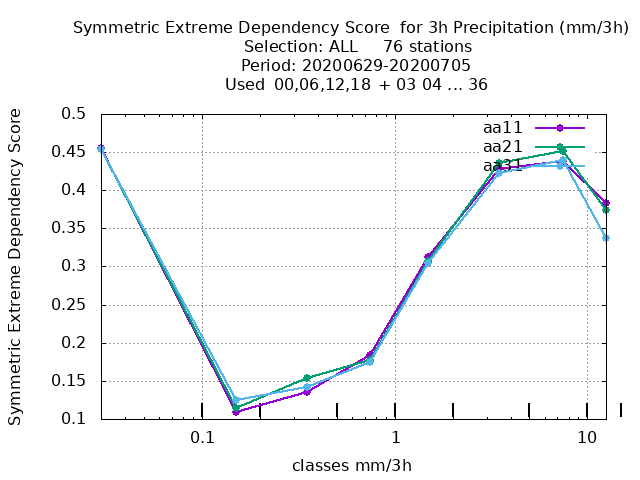 Symmetric Extreme Dependency Score for 3h Precipitation (mm/3h)
Selection: ALL 76 stations
Period: 20200629-20200705
Used 00,06,12,18 + 03 04 ... 36
Symmetric Extreme Dependency Score
0.5
0.45
0.4
0.35
0.3
0.25
0.2
0.15
0.1
aa11
aa21
aa31
0.1 1 10
classes mm/3h